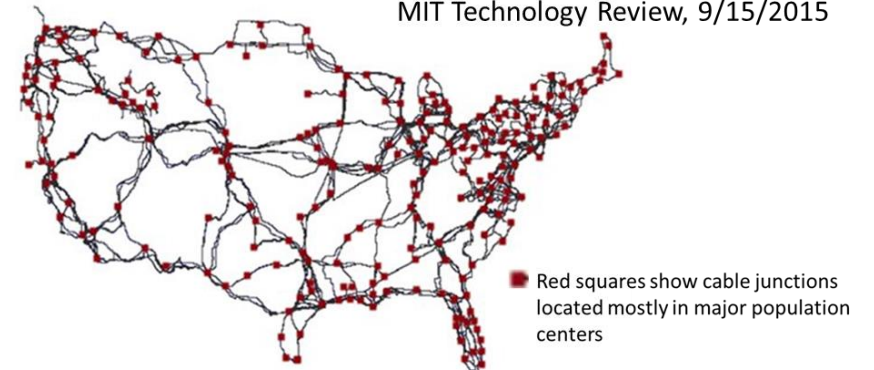 MIT Technology Review, 9/15/2015
Red squares show cable junctions
located mostly in major population
centers